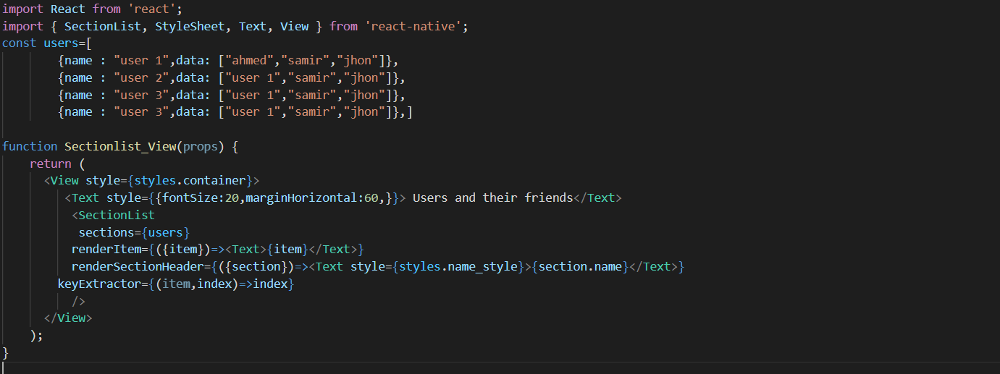 import React from 'react';
import { SectionList, StyleSheet, Text, View } from 'react-native';
const users=[
        {name : "user 1",data: ["ahmed","samir","jhon"]},
        {name : "user 2",data: ["user 1","samir","jhon"]},
        {name : "user 3",data: ["user 1","samir","jhon"]},
        {name : "user 3",data: ["user 1","samir","jhon"]},]

function Sectionlist_View(props) {
    return (
      <View style={styles.container}>
         <Text style={{fontSize:20,marginHorizontal:60,}}> Users and their friends</Text>
          <SectionList
           sections={users}
          renderItem={({item})=><Text>{item}</Text>}
          renderSectionHeader={({section})=><Text style={styles.name_style}>{section.name}</Text>}
        keyExtractor={(item,index)=>index}
          />
      </View>
    );
}